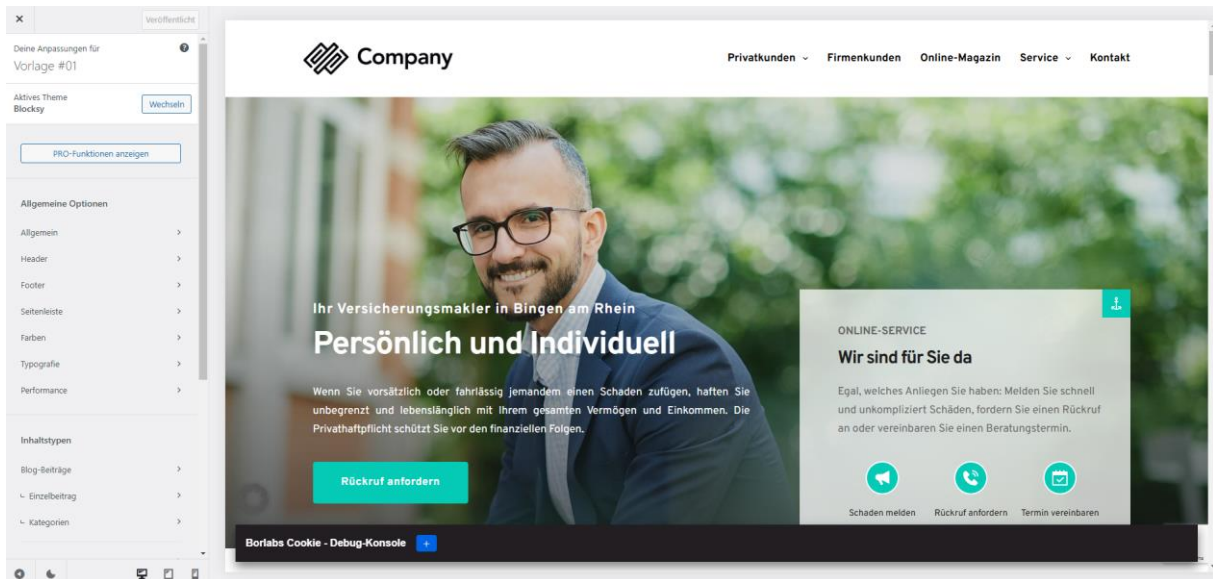 Veröffentlicht
Deine Anpassungen für
Vorlage #01
Aktives Theme
Blocksy
Wechseln
PRO-Funktionen anzeigen
Allgemeine Optionen
Allgemein
Header
Footer
Seitenleiste
Farben
Typografie
Performance
Inhaltstypen
Blog-Beiträge
Einzelbeitrag
Kategorien
Company
Privatkunden
Firmenkunden
Online-Magazin
Service
Kontakt
Ihr Versicherungsmakler in Bingen am Rhein
Persönlich und Individuell
Wenn Sie vorsätzlich oder fahrlässig jemandem einen Schaden zufügen, haften Sie
unbegrenzt und lebenslänglich mit Ihrem gesamten Vermögen und Einkommen. Die
Privathaftpflicht schützt Sie vor den finanziellen Folgen.
Rückruf anfordern
ONLINE-SERVICE
Wir sind für Sie da
Egal, welches Anliegen Sie haben: Melden Sie schnell
und unkompliziert Schäden, fordern Sie einen Rückruf
an oder vereinbaren Sie einen Beratungstermin.
Schaden melden
Rückruf anfordern
Termin vereinbaren
Borlabs Cookie - Debug-Konsole +